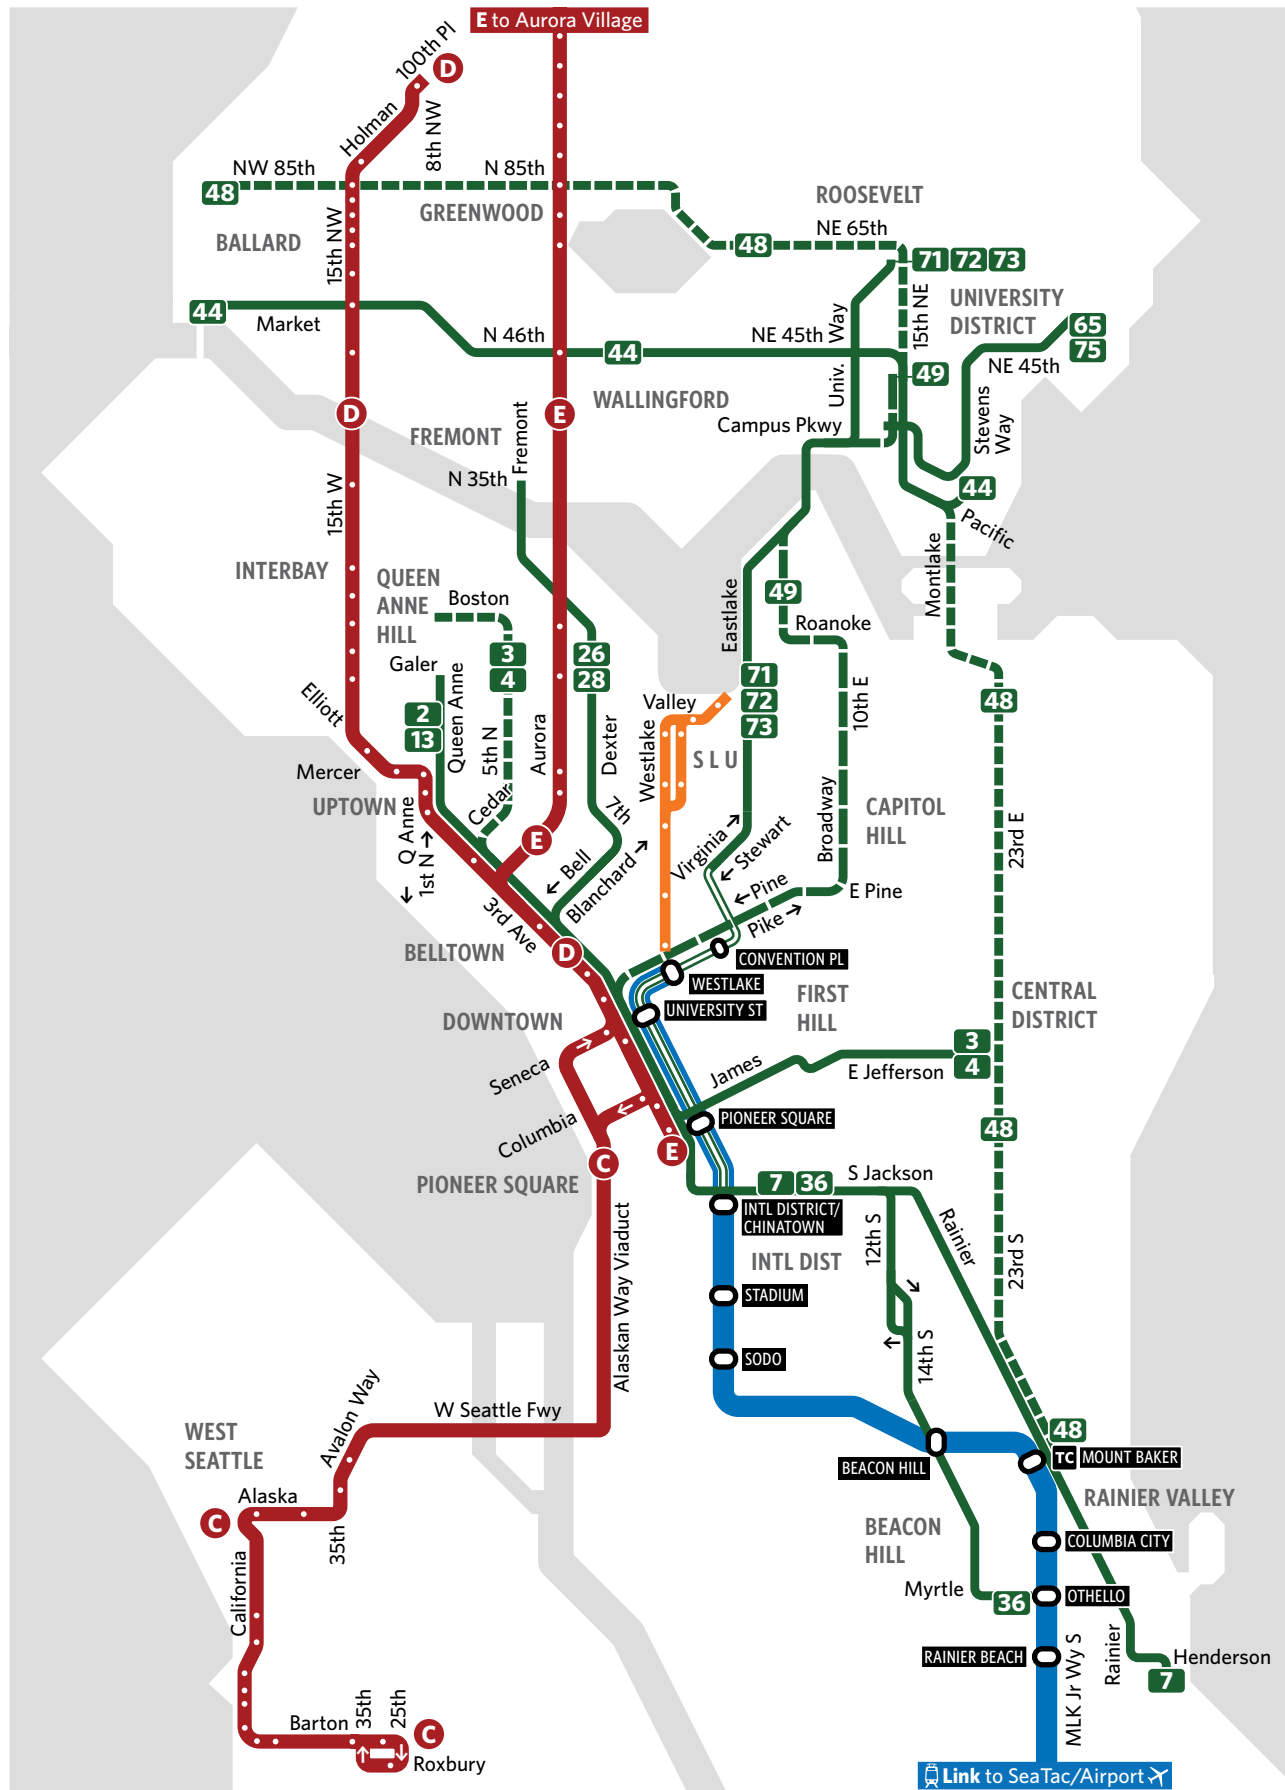 E to Aurora Village
100th Pl
D
Holman
8th NW
NW 85th
N 85th
48
GREENWOOD
ROOSEVELT
NE 65th
48
BALLARD
15th NW
71 72 73
UNIVERSITY
DISTRICT
15th NE
Univ. Way
44
Market
N 46th
44
NE 45th
65
75
NE 45th
49
WALLINGFORD
D
E
FREMONT
Fremont
Campus Pkwy
Stevens
Way
N 35th
44
Pacific
15th W
INTERBAY
QUEEN
ANNE
HILL
Boston
Eastlake
49
Roanoke
Montlake
Galer
3
4
26
28
Queen Anne
2
13
71
72
73
10th E
48
Elliott
Valley
Westlake
SLU
5th N
Aurora
Dexter
Mercer
UPTOWN
Cedar
7th
Q Anne
1st N
E
Bell
Blanchard
Virginia
Stewart
Broadway
CAPITOL
HILL
23rd E
Pine
Pike
E Pine
3rd Ave
BELLTOWN
D
CONVENTION PL
WESTLAKE
UNIVERSITY ST
FIRST
HILL
CENTRAL
DISTRICT
DOWNTOWN
Seneca
James
E Jefferson
3
4
Columbia
PIONEER SQUARE
48
C
E
PIONEER SQUARE
7 36
S Jackson
INTL DISTRICT/
CHINATOWN
12th S
Rainier
23rd S
INTL DIST
STADIUM
Alaskan Way Viaduct
SODO
14th S
Avalon Way
W Seattle Fwy
WEST
SEATTLE
48
TC MOUNT BAKER
BEACON HILL
Alaska
C
35th
RAINIER VALLEY
BEACON
HILL
COLUMBIA CITY
California
Myrtle
36
OTHELLO
RAINIER BEACH
MLK Jr Wy S
Rainier
Henderson
7
Barton
35th
25th
C
Roxbury
Link to SeaTac/Airport